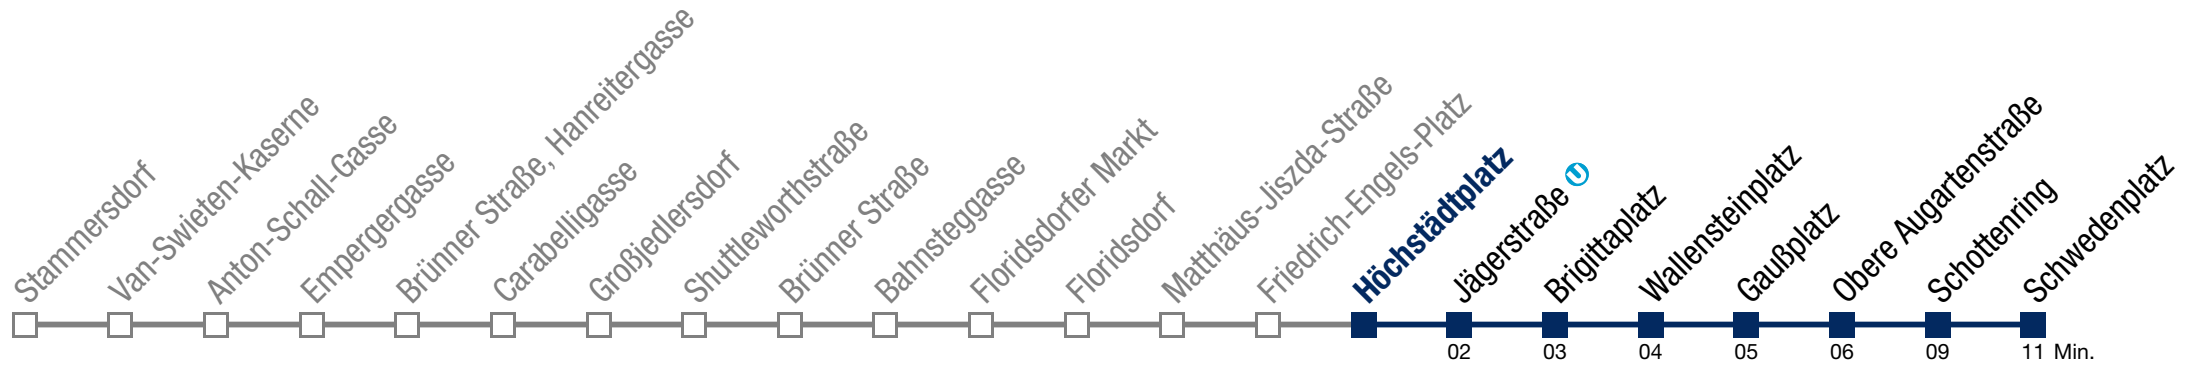 Stammersdorf
Van-Swieten-Kaserne
Anton-Schall-Gasse
Empergergasse
Brünner Straße, Hanreitergasse
Carabelligasse
Großjedlersdorf
Shuttleworthstraße
Brünner Straße
Bahnsteggasse
Floridsdorfer Markt
Floridsdorf
Matthäus-Jiszda-Straße
Friedrich-Engels-Platz
Höchstädtplatz
Jägerstraße
Brigittaplatz
Wallensteinplatz
Gaußplatz
Obere Augartenstraße
Schottenring
Schwedenplatz
02 03 04 05 06 09 11 Min.